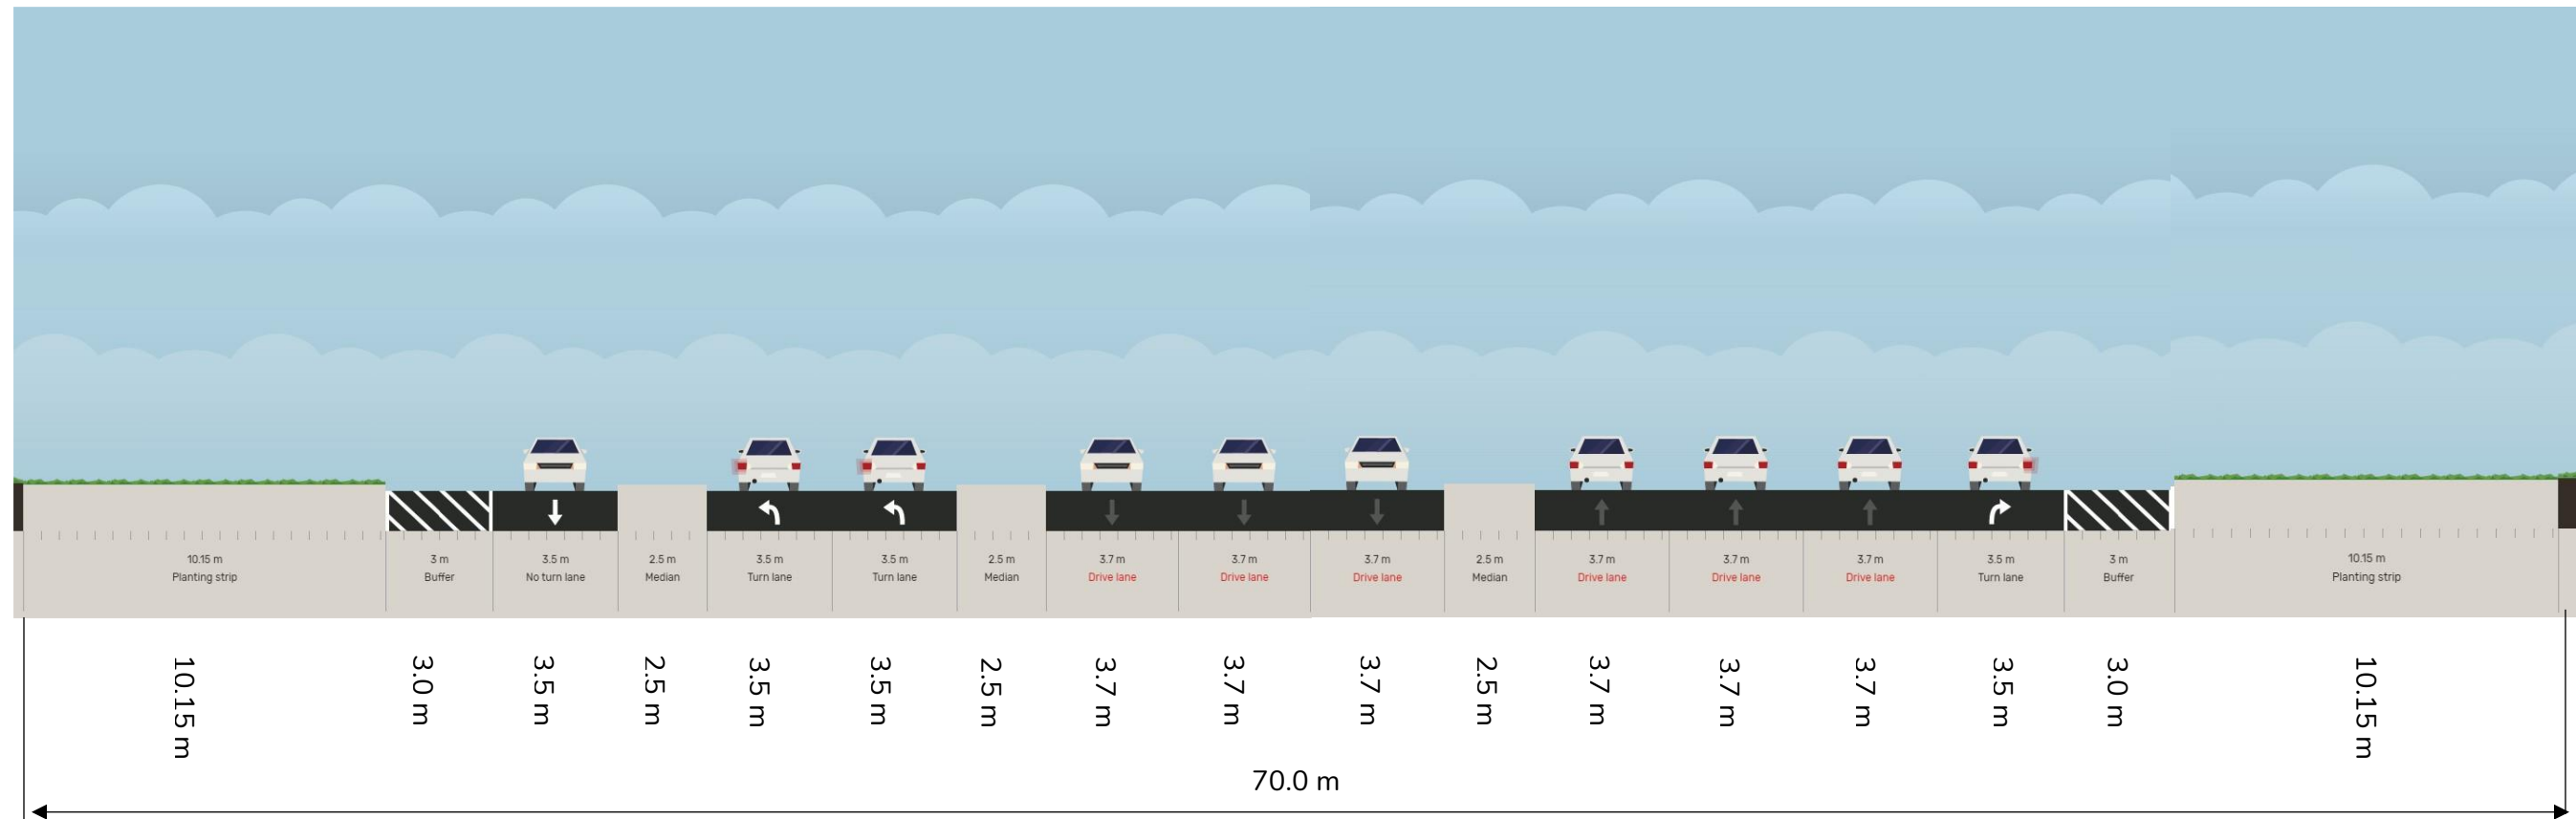 10.15 m
Planting strip
3 m
Buffer
3.5 m
No turn lane
2.5 m
Median
3.5 m
Turn lane
3.5 m
Turn lane
2.5 m
Median
3.7 m
Drive lane
3.7 m
Drive lane
3.7 m
Drive lane
2.5 m
Median
3.7 m
Drive lane
3.7 m
Drive lane
3.7 m
Drive lane
3.5 m
Turn lane
3 m
Buffer
10.15 m
Planting strip
10.15 m
3.0 m
3.5 m
2.5 m
3.5 m
3.5 m
2.5 m
3.7 m
3.7 m
3.7 m
2.5 m
3.7 m
3.7 m
3.7 m
3.5 m
3.0 m
10.15 m
70.0 m